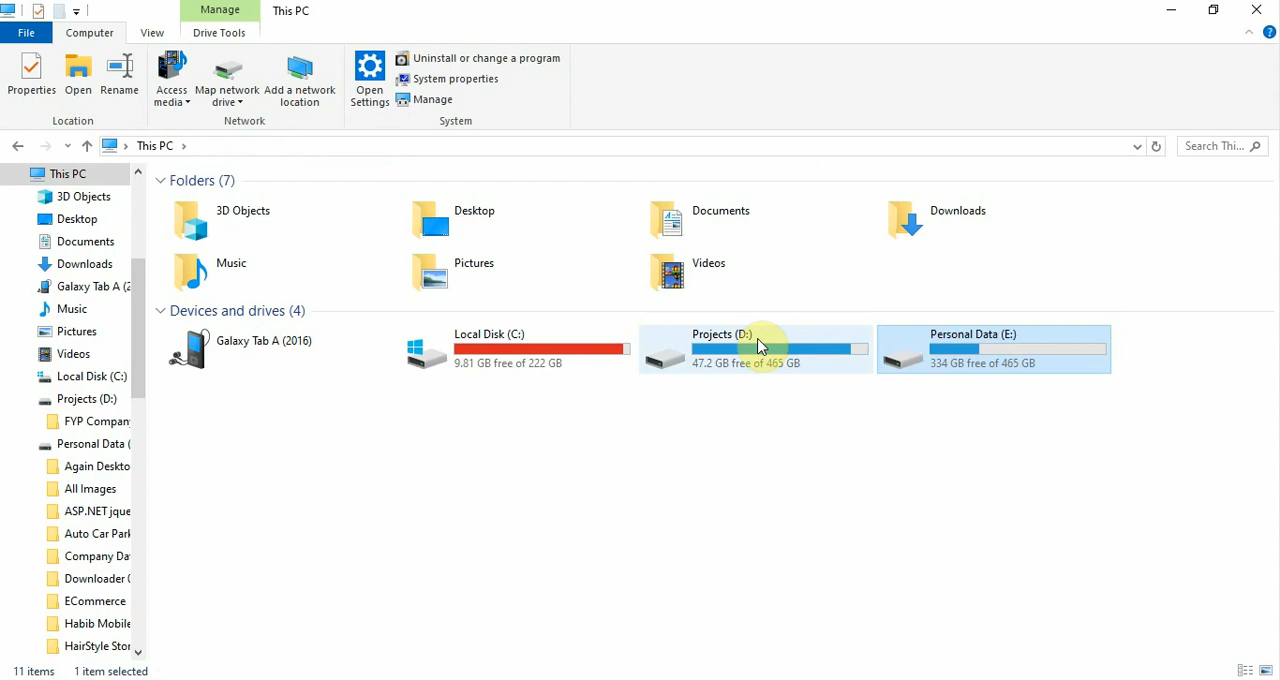 Manage
This PC
File
Computer
View
Drive Tools
Properties
Open
Rename
Location
Access media
Map network drive
Add a network location
Network
Open Settings
Uninstall or change a program
System properties
Manage
System
This PC
Search Thi...
This PC
3D Objects
Desktop
Documents
Downloads
Galaxy Tab A (2
Music
Pictures
Videos
Local Disk (C:)
Projects (D:)
FYP Company
Personal Data (
Again Deskto
All Images
ASP.NET jque
Auto Car Park
Company Da
Downloader
ECommerce
Habib Mobile
HairStyle Stor
Folders (7)
3D Objects
Desktop
Documents
Downloads
Music
Pictures
Videos
Devices and drives (4)
Galaxy Tab A (2016)
Local Disk (C:)
9.81 GB free of 222 GB
Projects (D:)
47.2 GB free of 465 GB
Personal Data (E:)
334 GB free of 465 GB
11 items
1 item selected